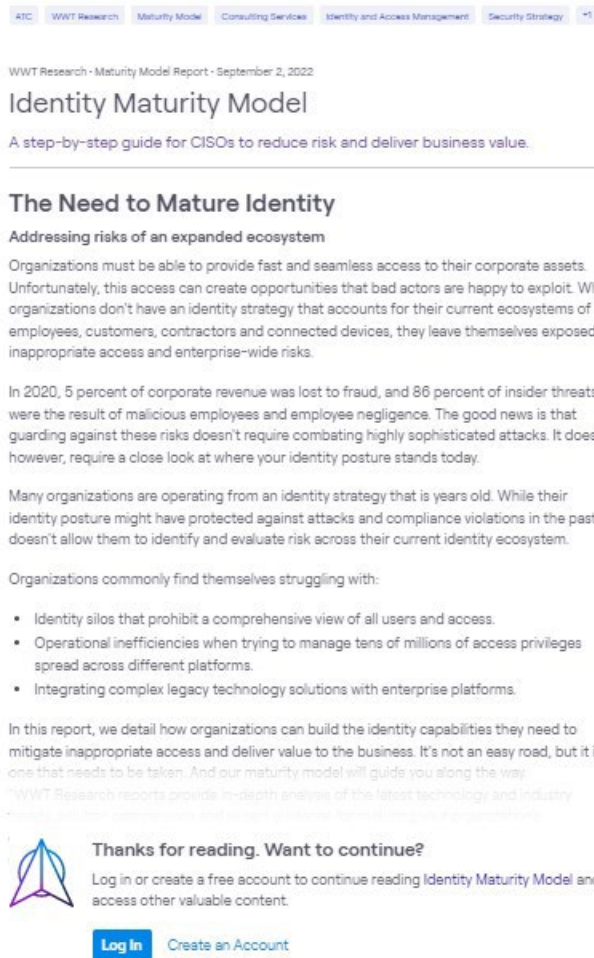 ATC WWT Research Maturity Model Consulting Services Identity and Access Management Security Strategy +1
WWT Research • Maturity Model Report • September 2, 2022
Identity Maturity Model
A step-by-step guide for CISOs to reduce risk and deliver business value.
The Need to Mature Identity
Addressing risks of an expanded ecosystem
Organizations must be able to provide fast and seamless access to their corporate assets.
Unfortunately, this access can create opportunities that bad actors are happy to exploit. Wh
organizations don't have an identity strategy that accounts for their current ecosystems of
employees, customers, contractors and connected devices, they leave themselves exposed
inappropriate access and enterprise-wide risks.
In 2020, 5 percent of corporate revenue was lost to fraud, and 86 percent of insider threats
were the result of malicious employees and employee negligence. The good news is that
guarding against these risks doesn't require combating highly sophisticated attacks. It does
however, require a close look at where your identity posture stands today.
Many organizations are operating from an identity strategy that is years old. While their
identity posture might have protected against attacks and compliance violations in the past
doesn't allow them to identify and evaluate risk across their current identity ecosystem.
Organizations commonly find themselves struggling with:
• Identity silos that prohibit a comprehensive view of all users and access.
• Operational inefficiencies when trying to manage tens of millions of access privileges
spread across different platforms.
• Integrating complex legacy technology solutions with enterprise platforms.
In this report, we detail how organizations can build the identity capabilities they need to
mitigate inappropriate access and deliver value to the business. It's not an easy road, but it i
one that needs to be taken. And our maturity model will guide you along the way.
"WWT Research reports provide in-depth analysis of the latest technology and industry
Thanks for reading. Want to continue?
Log in or create a free account to continue reading Identity Maturity Model and
access other valuable content.
Log In Create an Account